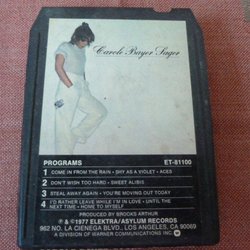 Carole Bayer Sager
PROGRAMS ET-81100
1 COME IN FROM THE RAIN • SHY AS A VIOLET • ACES
2 DON'T WISH TOO HARD • SWEET ALIBIS
3 STEAL AWAY AGAIN • YOU'RE MOVING OUT TODAY
4 I'D RATHER LEAVE WHILE I'M IN LOVE • UNTIL THE
NEXT TIME • HOME TO MYSELF
PRODUCED BY BROOKS ARTHUR
℗ & © 1977 ELEKTRA/ASYLUM RECORDS
962 NO. LA CIENEGA BLVD., LOS ANGELES, CA 90069
A DIVISION OF WARNER COMMUNICATIONS INC.